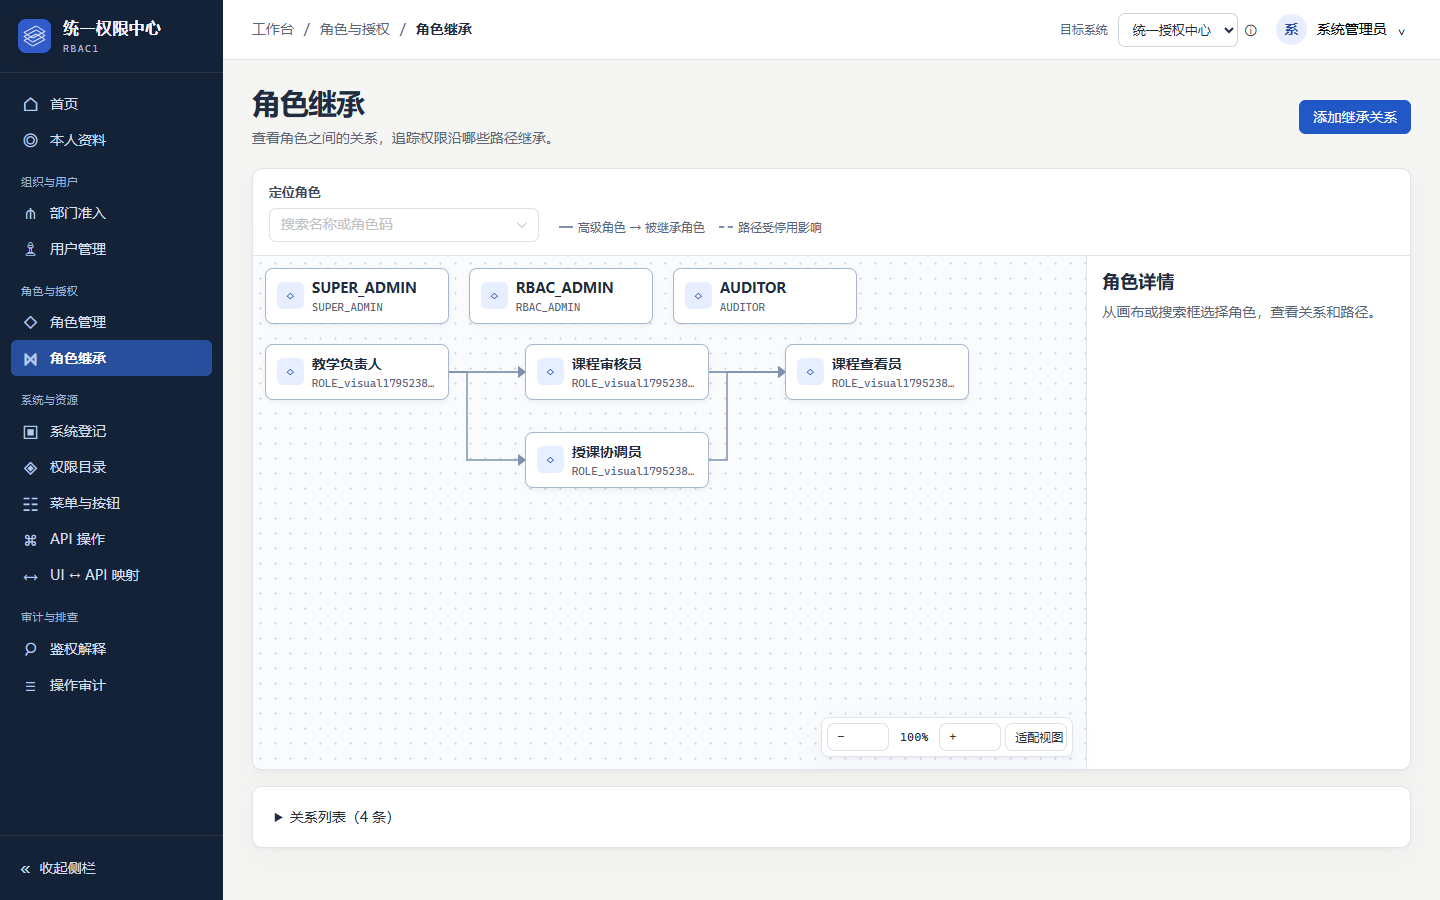 统一权限中心
RBAC1
首页
本人资料
组织与用户
部门准入
用户管理
角色与授权
角色管理
角色继承
系统与资源
系统登记
权限目录
菜单与按钮
API 操作
UI ↔ API 映射
审计与排查
鉴权解释
操作审计
« 收起侧栏
工作台 / 角色与授权 / 角色继承
目标系统 统一授权中心
系 系统管理员
角色继承
查看角色之间的关系，追踪权限沿哪些路径继承。
添加继承关系
定位角色
搜索名称或角色码
高级角色 → 被继承角色 路径受停用影响
SUPER_ADMIN
SUPER_ADMIN
RBAC_ADMIN
RBAC_ADMIN
AUDITOR
AUDITOR
教学负责人
ROLE_visual1795238…
课程审核员
ROLE_visual1795238…
课程查看员
ROLE_visual1795238…
授课协调员
ROLE_visual1795238…
− 100% + 适配视图
角色详情
从画布或搜索框选择角色，查看关系和路径。
▶ 关系列表（4 条）